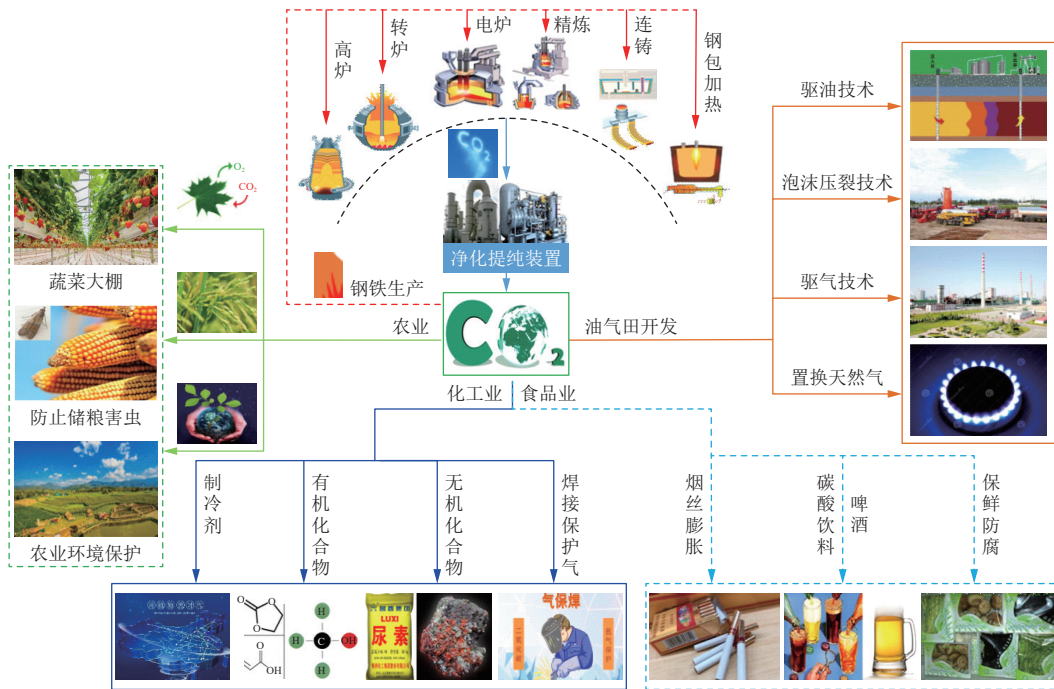 高炉
转炉
电炉
精炼
连铸
钢包加热
CO2
净化提纯装置
钢铁生产
O2
CO2
蔬菜大棚
防止储粮害虫
农业环境保护
农业
CO2
油气田开发
化工业
食品业
驱油技术
泡沫压裂技术
驱气技术
置换天然气
制冷剂
有机化合物
无机化合物
焊接保护气
烟丝膨胀
碳酸饮料
啤酒
保鲜防腐
O
O
O
O
OH
H
H
C
OH
H
LUXI
尿素
气保焊